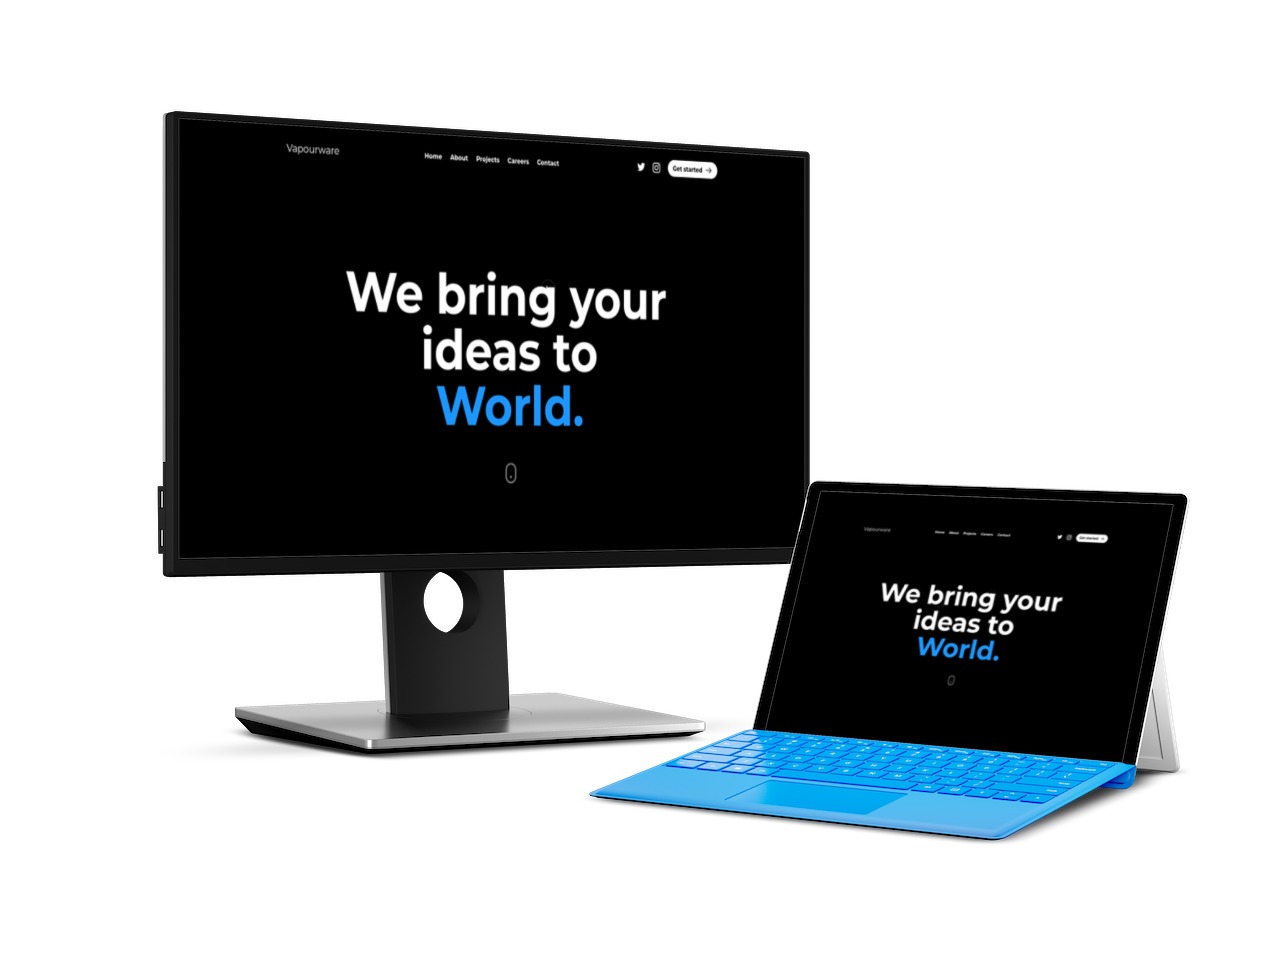 Vapourware
Home About Projects Careers Contact
Get started →
We bring your
ideas to
World.
Vapourware
Home About Projects Careers Contact
Get started →
We bring your
ideas to
World.